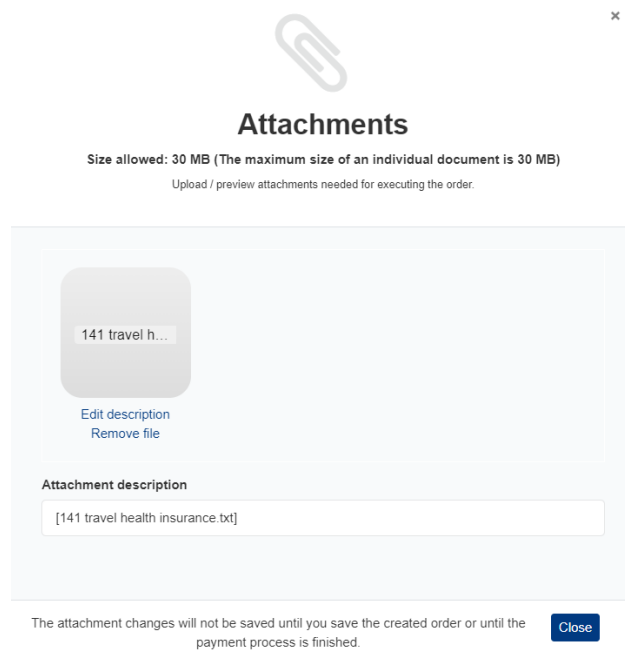 ×
Attachments
Size allowed: 30 MB (The maximum size of an individual document is 30 MB)
Upload / preview attachments needed for executing the order.
141 travel h...
Edit description
Remove file
Attachment description
[141 travel health insurance.txt]
The attachment changes will not be saved until you save the created order or until the
payment process is finished.
Close